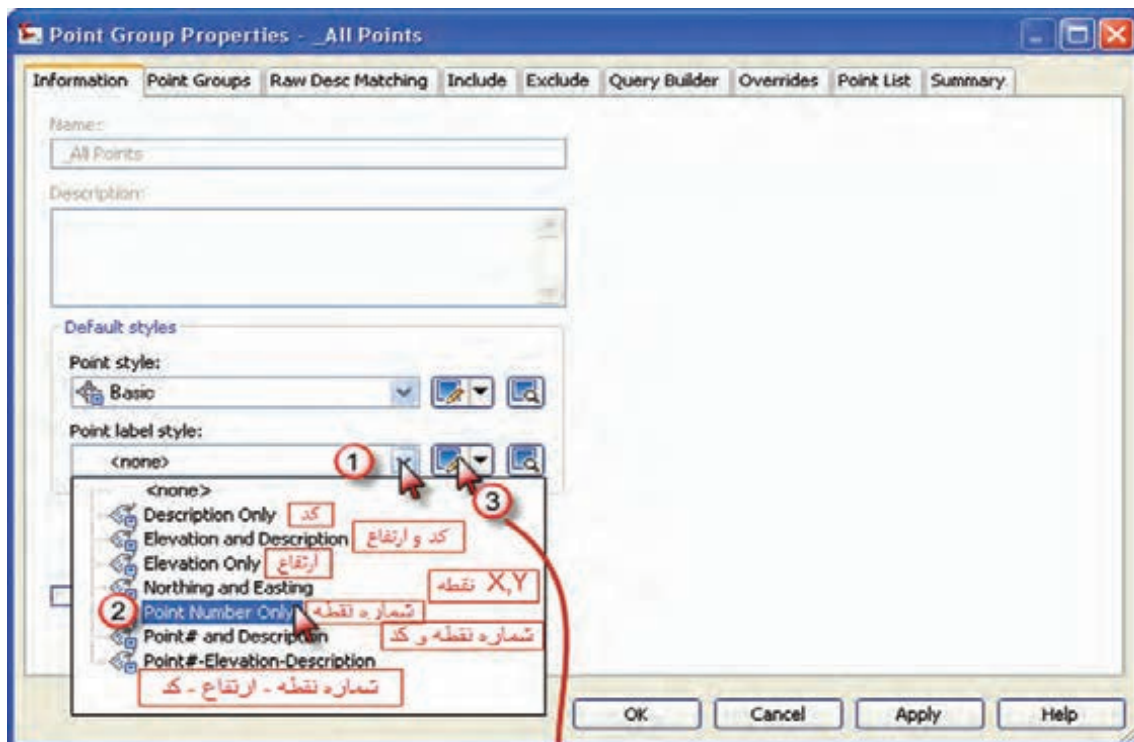 Point Group Properties - _All Points
Information Point Groups Raw Desc Matching Include Exclude Query Builder Overrides Point List Summary
Name:
_All Points
Description:
Default styles
Point style:
Basic
Point label style:
<none> 1
<none> 3
Description Only کد
Elevation and Description کد و ارتفاع
Elevation Only ارتفاع
Northing and Easting X,Y نقطه
2 Point Number Only شماره نقطه
Point# and Description شماره نقطه و کد
Point#-Elevation-Description
شماره نقطه - ارتفاع - کد
OK Cancel Apply Help